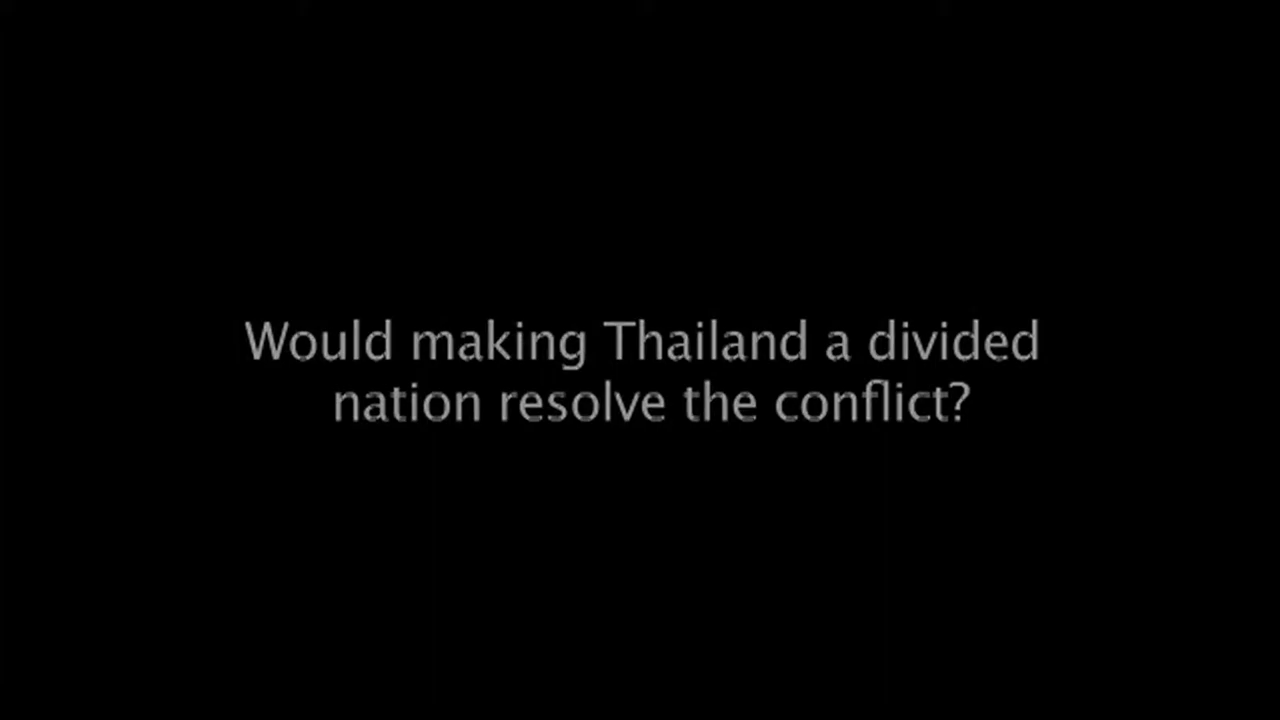 Would making Thailand a divided
nation resolve the conflict?